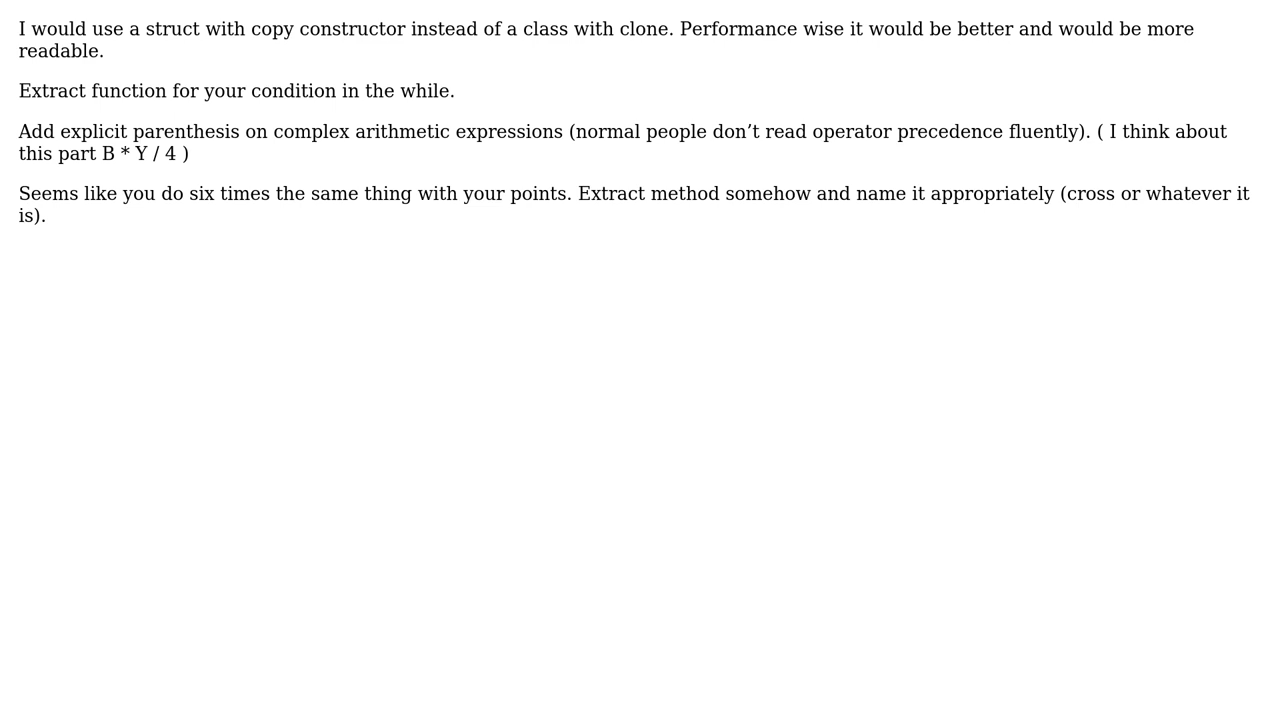 I would use a struct with copy constructor instead of a class with clone. Performance wise it would be better and would be more
readable.
Extract function for your condition in the while.
Add explicit parenthesis on complex arithmetic expressions (normal people don’t read operator precedence fluently). ( I think about
this part B * Y / 4 )
Seems like you do six times the same thing with your points. Extract method somehow and name it appropriately (cross or whatever it
is).